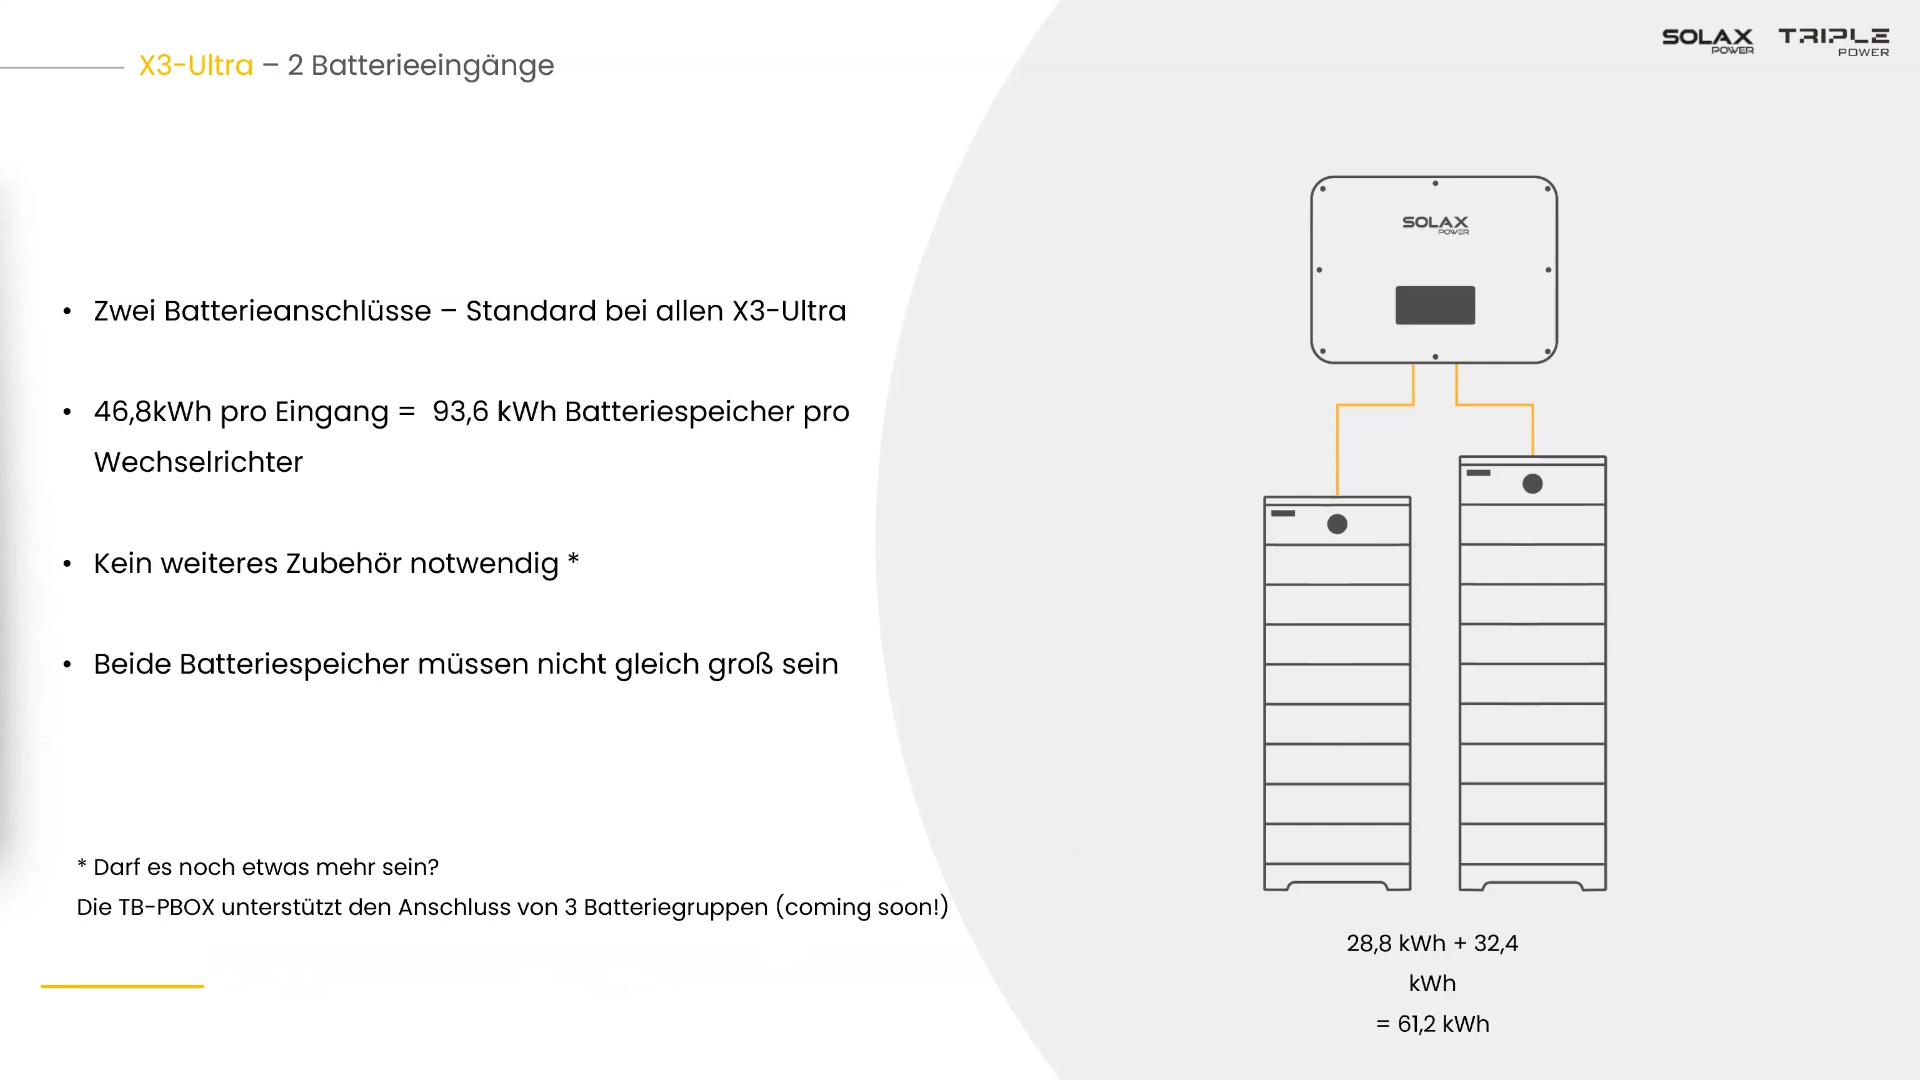 X3-Ultra – 2 Batterieeingänge
SOLAX
POWER
TRIPLE
POWER
SOLAX
POWER
• Zwei Batterieanschlüsse – Standard bei allen X3-Ultra
• 46,8kWh pro Eingang = 93,6 kWh Batteriespeicher pro
Wechselrichter
• Kein weiteres Zubehör notwendig *
• Beide Batteriespeicher müssen nicht gleich groß sein
* Darf es noch etwas mehr sein?
Die TB-PBOX unterstützt den Anschluss von 3 Batteriegruppen (coming soon!)
28,8 kWh + 32,4
kWh
= 61,2 kWh